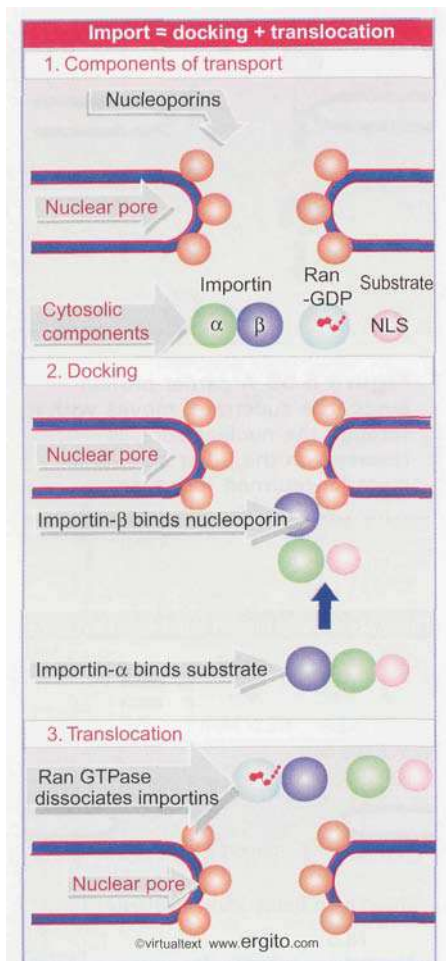 Import = docking + translocation
1. Components of transport
Nucleoporins
Nuclear pore
Importin
Ran
-GDP
Substrate
Cytosolic
components
α
β
NLS
2. Docking
Nuclear pore
Importin-β binds nucleoporin
Importin-α binds substrate
3. Translocation
Ran GTPase
dissociates importins
Nuclear pore
©virtualtext www.ergito.com